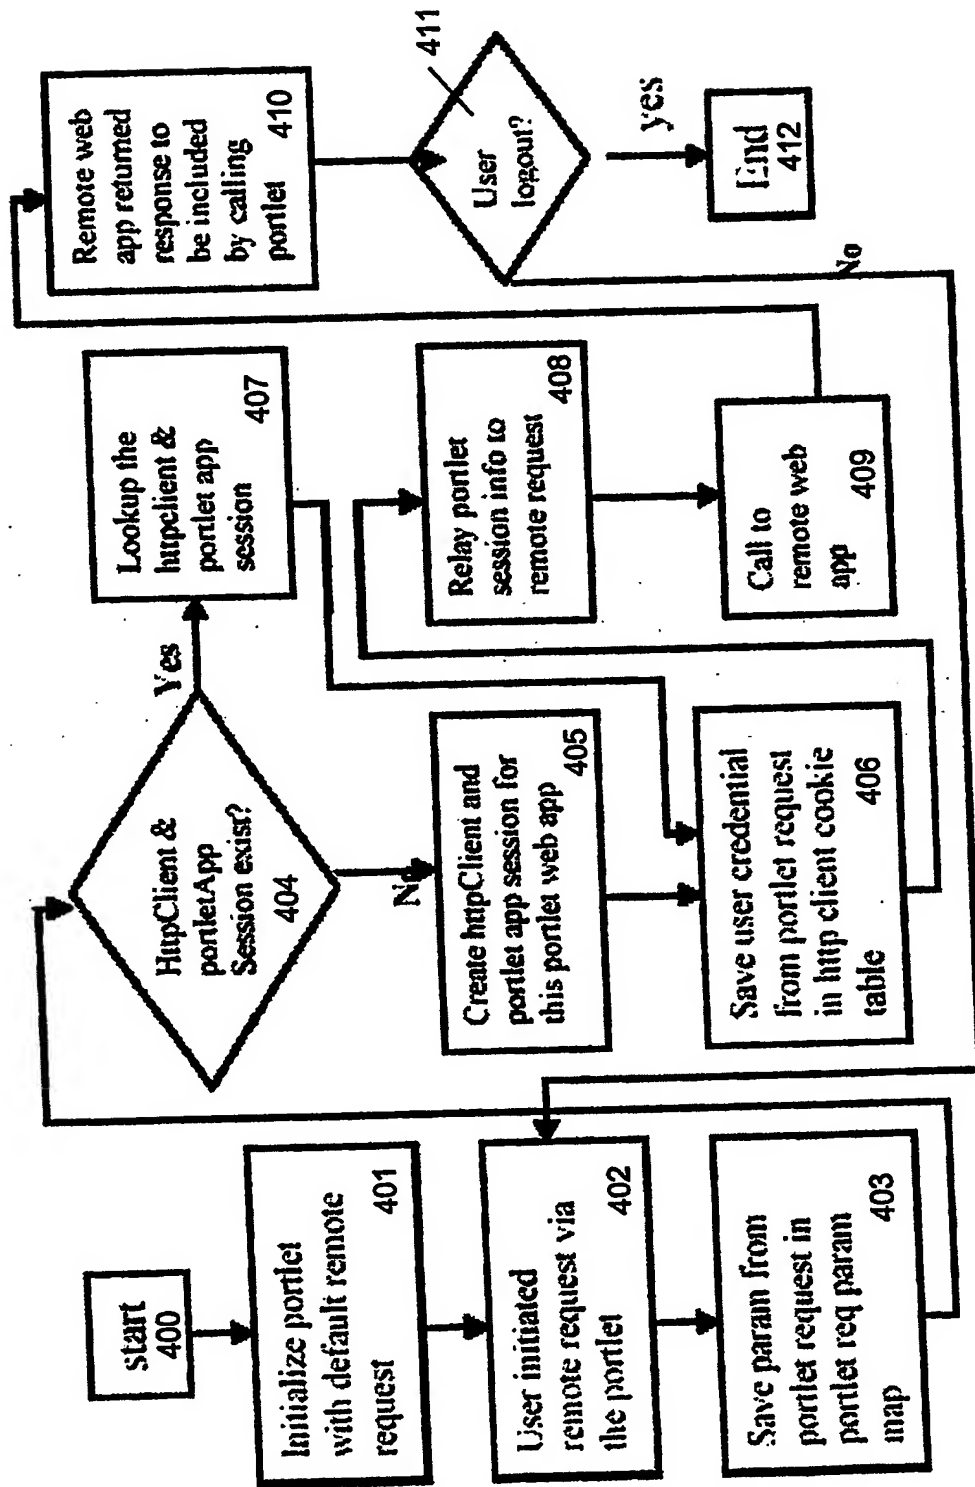 start
400
Initialize portlet
with default remote
request
401
User initiated
remote request via
the portlet
402
Save param from
portlet request in
portlet req param
map
403
HttpClient &
portletApp
Session exist?
404
Yes
No
Create httpClient and
portlet app session for
this portlet web app
405
Save user credential
from portlet request
in http client cookie
table
406
Lookup the
httpclient &
portlet app
session
407
Relay portlet
session info to
remote request
408
Call to
remote web
app
409
Remote web
app returned
response to
be included
by calling
portlet
410
411
User
logout?
No
yes
End
412